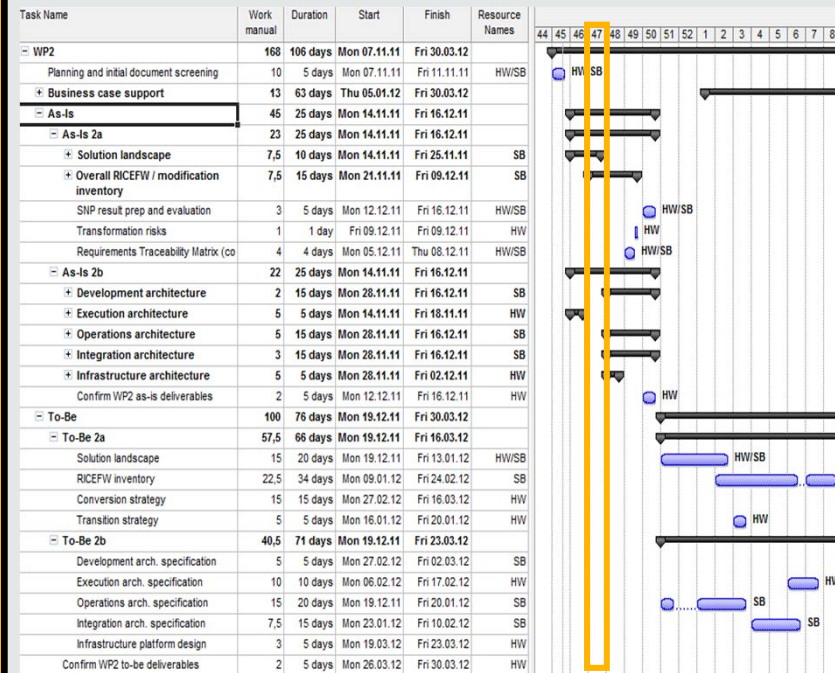 Task Name Work manual Duration Start Finish Resource Names
44 45 46 47 48 49 50 51 52 1 2 3 4 5 6 7 8
WP2 168 106 days Mon 07.11.11 Fri 30.03.12
Planning and initial document screening 10 5 days Mon 07.11.11 Fri 11.11.11 HW/SB HW/SB
Business case support 13 63 days Thu 05.01.12 Fri 30.03.12
As-Is 45 25 days Mon 14.11.11 Fri 16.12.11
As-Is 2a 23 25 days Mon 14.11.11 Fri 16.12.11
Solution landscape 7,5 10 days Mon 14.11.11 Fri 25.11.11 SB
Overall RICEFW / modification inventory 7,5 15 days Mon 21.11.11 Fri 09.12.11 SB
SNP result prep and evaluation 3 5 days Mon 12.12.11 Fri 16.12.11 HW/SB HW/SB
Transformation risks 1 1 day Fri 09.12.11 Fri 09.12.11 HW HW
Requirements Traceability Matrix (co 4 4 days Mon 05.12.11 Thu 08.12.11 HW/SB HW/SB
As-Is 2b 22 25 days Mon 14.11.11 Fri 16.12.11
Development architecture 2 15 days Mon 28.11.11 Fri 16.12.11 SB
Execution architecture 5 5 days Mon 14.11.11 Fri 18.11.11 HW
Operations architecture 5 15 days Mon 28.11.11 Fri 16.12.11 SB
Integration architecture 3 15 days Mon 28.11.11 Fri 16.12.11 SB
Infrastructure architecture 5 5 days Mon 28.11.11 Fri 02.12.11 HW
Confirm WP2 as-is deliverables 2 5 days Mon 12.12.11 Fri 16.12.11 HW HW
To-Be 100 76 days Mon 19.12.11 Fri 30.03.12
To-Be 2a 57,5 66 days Mon 19.12.11 Fri 16.03.12
Solution landscape 15 20 days Mon 19.12.11 Fri 13.01.12 HW/SB HW/SB
RICEFW inventory 22,5 34 days Mon 09.01.12 Fri 24.02.12 SB
Conversion strategy 15 15 days Mon 27.02.12 Fri 16.03.12 HW
Transition strategy 5 5 days Mon 16.01.12 Fri 20.01.12 HW HW
To-Be 2b 40,5 71 days Mon 19.12.11 Fri 23.03.12
Development arch. specification 5 5 days Mon 27.02.12 Fri 02.03.12 SB
Execution arch. specification 10 10 days Mon 06.02.12 Fri 17.02.12 HW HW
Operations arch. specification 15 20 days Mon 19.12.11 Fri 20.01.12 SB SB
Integration arch. specification 7,5 15 days Mon 23.01.12 Fri 10.02.12 SB SB
Infrastructure platform design 3 5 days Mon 19.03.12 Fri 23.03.12 HW
Confirm WP2 to-be deliverables 2 5 days Mon 26.03.12 Fri 30.03.12 HW